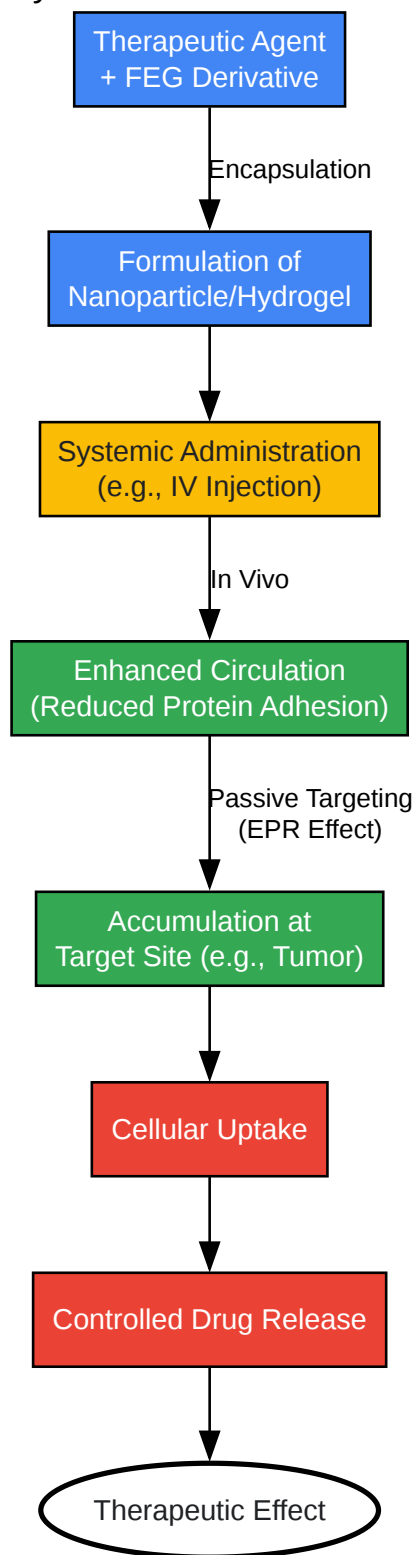 Therapeutic Agent
+ FEG Derivative
Encapsulation
Formulation of
Nanoparticle/Hydrogel
Systemic Administration
(e.g., IV Injection)
In Vivo
Enhanced Circulation
(Reduced Protein Adhesion)
Passive Targeting
(EPR Effect)
Accumulation at
Target Site (e.g., Tumor)
Cellular Uptake
Controlled Drug Release
Therapeutic Effect